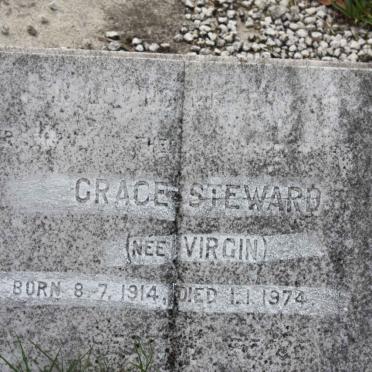 GRACE STEWARD
(NEE VIRGIN)
BORN 8.7.1914, DIED 1.1.1974